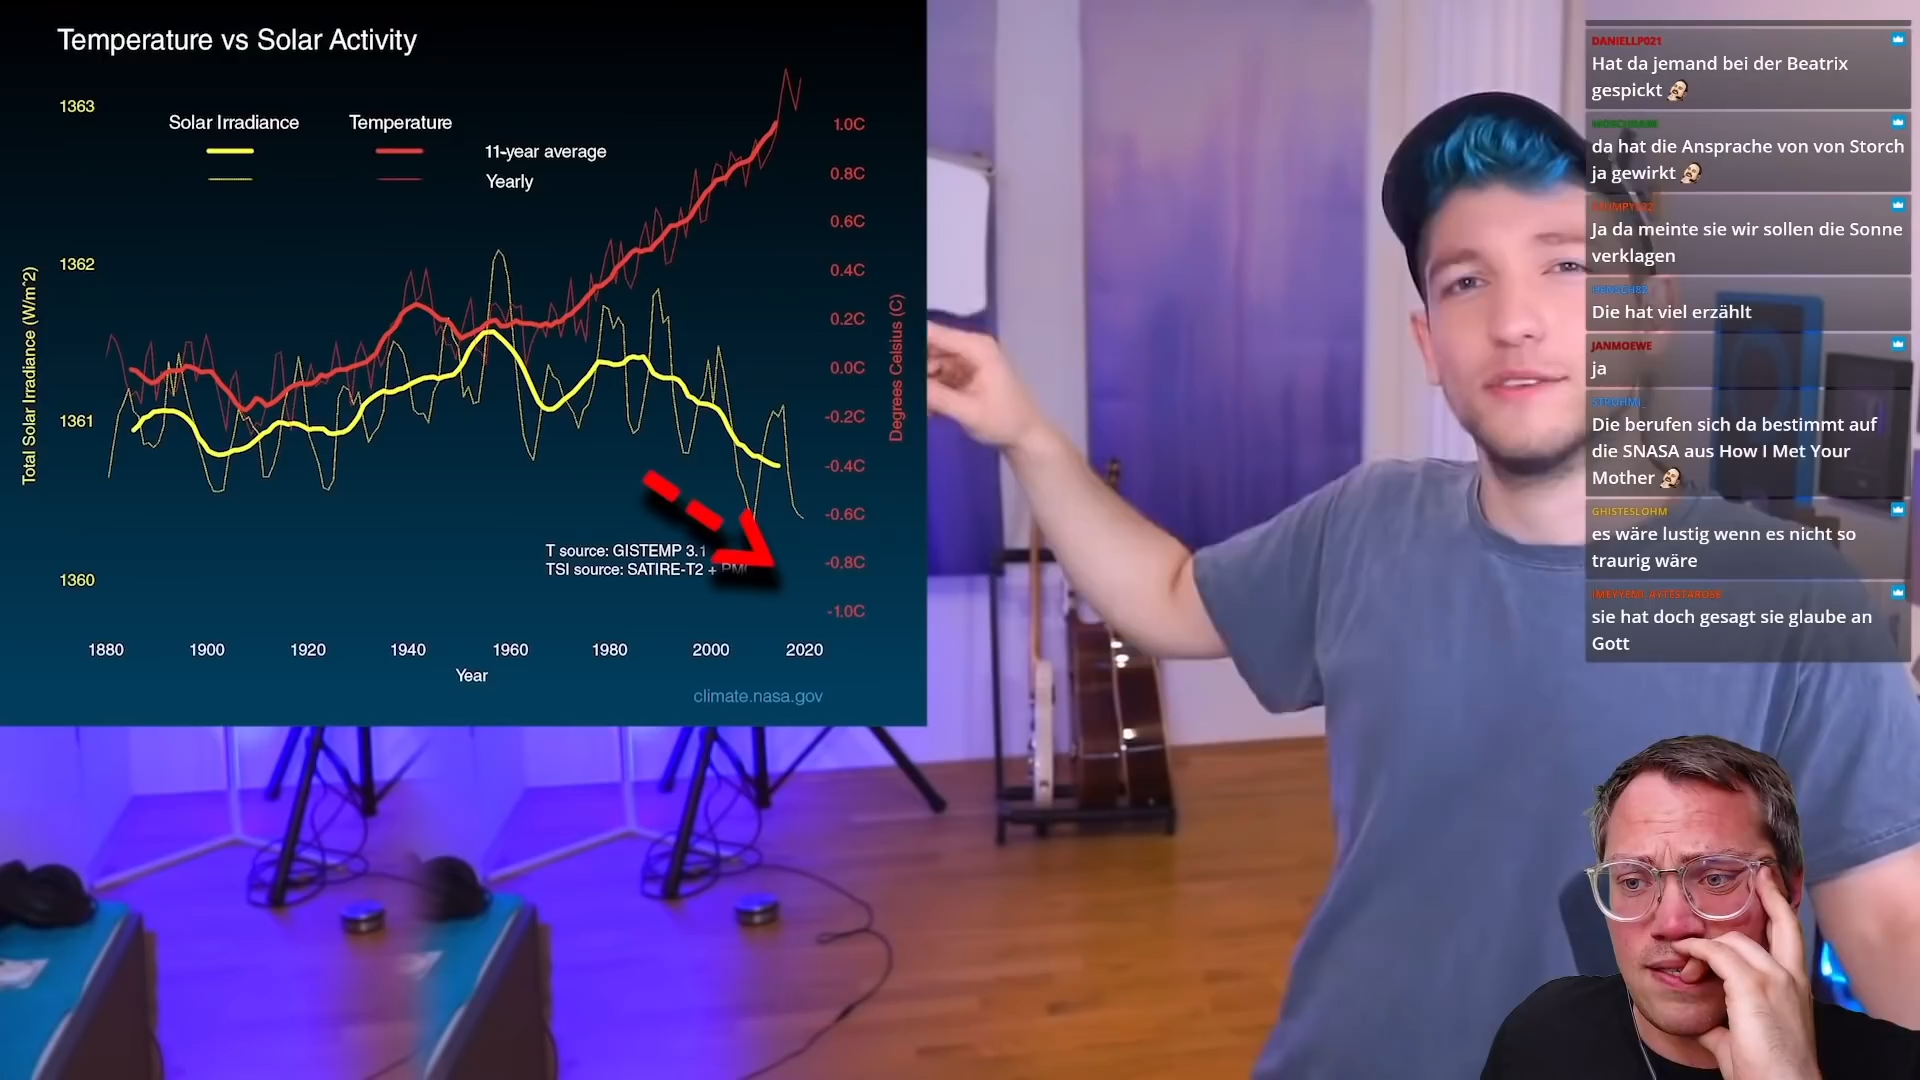 Temperature vs Solar Activity
1363
1362
1361
1360
Total Solar Irradiance (W/m^2)
Solar Irradiance
Temperature
11-year average
Yearly
1.0C
0.8C
0.6C
0.4C
0.2C
0.0C
-0.2C
-0.4C
-0.6C
-0.8C
-1.0C
Degrees Celsius (C)
T source: GISTEMP 3.1
TSI source: SATIRE-T2 +
1880 1900 1920 1940 1960 1980 2000 2020
Year
climate.nasa.gov
DANIELLP021
Hat da jemand bei der Beatrix
gespickt
da hat die Ansprache von von Storch
ja gewirkt
Ja da meinte sie wir sollen die Sonne
verklagen
Die hat viel erzählt
JANMOEWE
ja
Die berufen sich da bestimmt auf
die SNASA aus How I Met Your
Mother
GHISTESLOHM
es wäre lustig wenn es nicht so
traurig wäre
sie hat doch gesagt sie glaube an
Gott